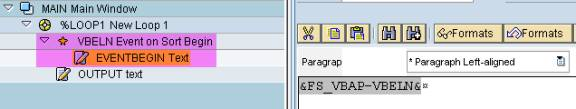 MAIN Main Window
%LOOP1 New Loop 1
VBELN Event on Sort Begin
EVENTBEGIN Text
OUTPUT text
Formats
Formats
Paragrap
* Paragraph Left-aligned
&FS_VBAP-VBELN&¤